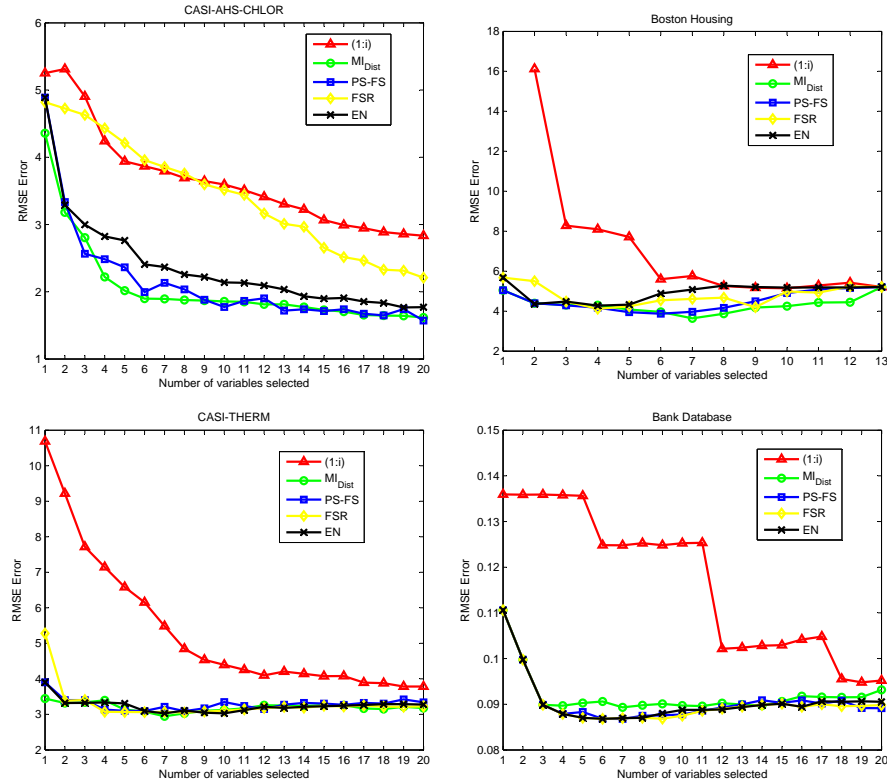 CASI-AHS-CHLOR
6
5
4
3
2
1
RMSE Error
(1:i)
MI_Dist
PS-FS
FSR
EN
1 2 3 4 5 6 7 8 9 10 11 12 13 14 15 16 17 18 19 20
Number of variables selected
Boston Housing
18
16
14
12
10
8
6
4
2
RMSE Error
(1:i)
MI_Dist
PS-FS
FSR
EN
1 2 3 4 5 6 7 8 9 10 11 12 13
Number of variables selected
CASI-THERM
11
10
9
8
7
6
5
4
3
2
RMSE Error
(1:i)
MI_Dist
PS-FS
FSR
EN
1 2 3 4 5 6 7 8 9 10 11 12 13 14 15 16 17 18 19 20
Number of variables selected
Bank Database
0.15
0.14
0.13
0.12
0.11
0.1
0.09
0.08
RMSE Error
(1:i)
MI_Dist
PS-FS
FSR
EN
1 2 3 4 5 6 7 8 9 10 11 12 13 14 15 16 17 18 19 20
Number of variables selected